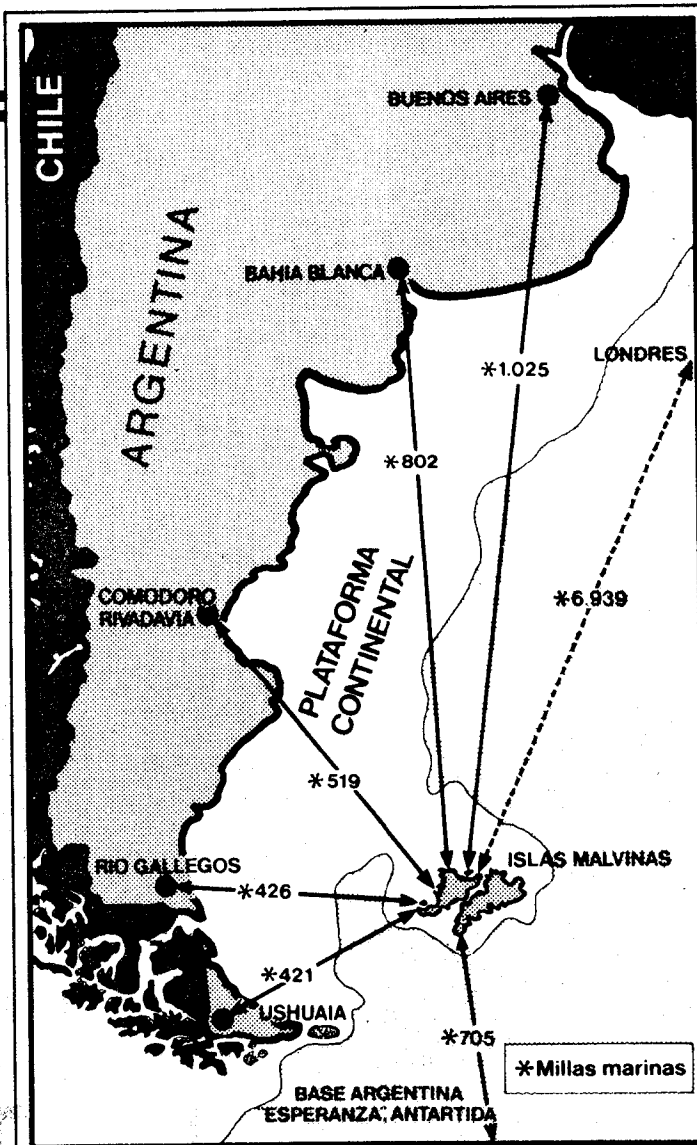 CHILE
BUENOS AIRES
ARGENTINA
BAHIA BLANCA
LONDRES
*1.025
*802
*6.939
PLATAFORMA
CONTINENTAL
COMODORO
RIVADAVIA
*519
RIO GALLEGOS
ISLAS MALVINAS
*426
*421
USHUAIA
*705
*Millas marinas
BASE ARGENTINA
"ESPERANZA", ANTARTIDA